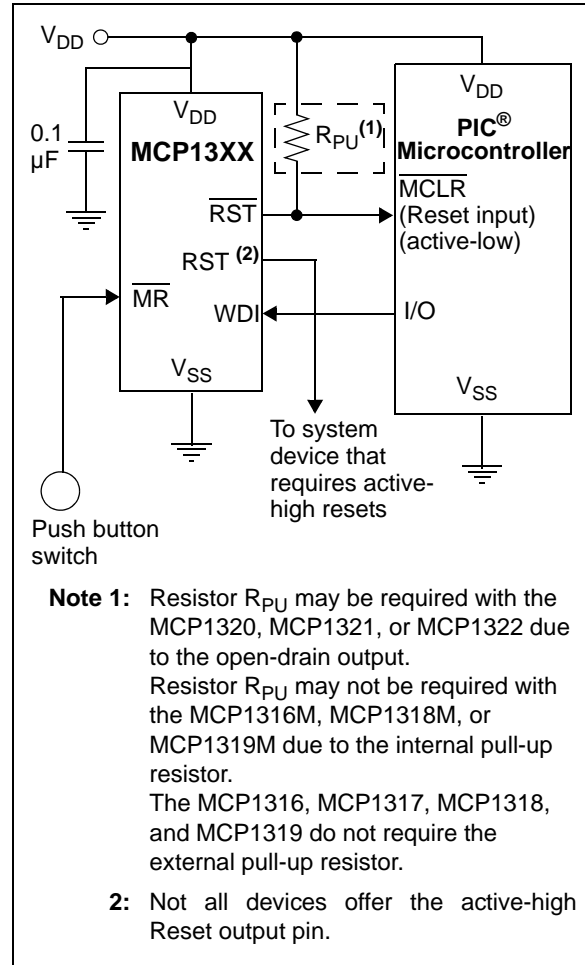 VDD
VDD
MCP13XX
0.1
µF
RPU(1)
VDD
PIC®
Microcontroller
RST
MCLR
(Reset input)
(active-low)
RST (2)
MR
WDI
I/O
VSS
VSS
To system
device that
requires active-
high resets
Push button
switch
Note 1: Resistor RPU may be required with the
MCP1320, MCP1321, or MCP1322 due
to the open-drain output.
Resistor RPU may not be required with
the MCP1316M, MCP1318M, or
MCP1319M due to the internal pull-up
resistor.
The MCP1316, MCP1317, MCP1318,
and MCP1319 do not require the
external pull-up resistor.
2: Not all devices offer the active-high
Reset output pin.